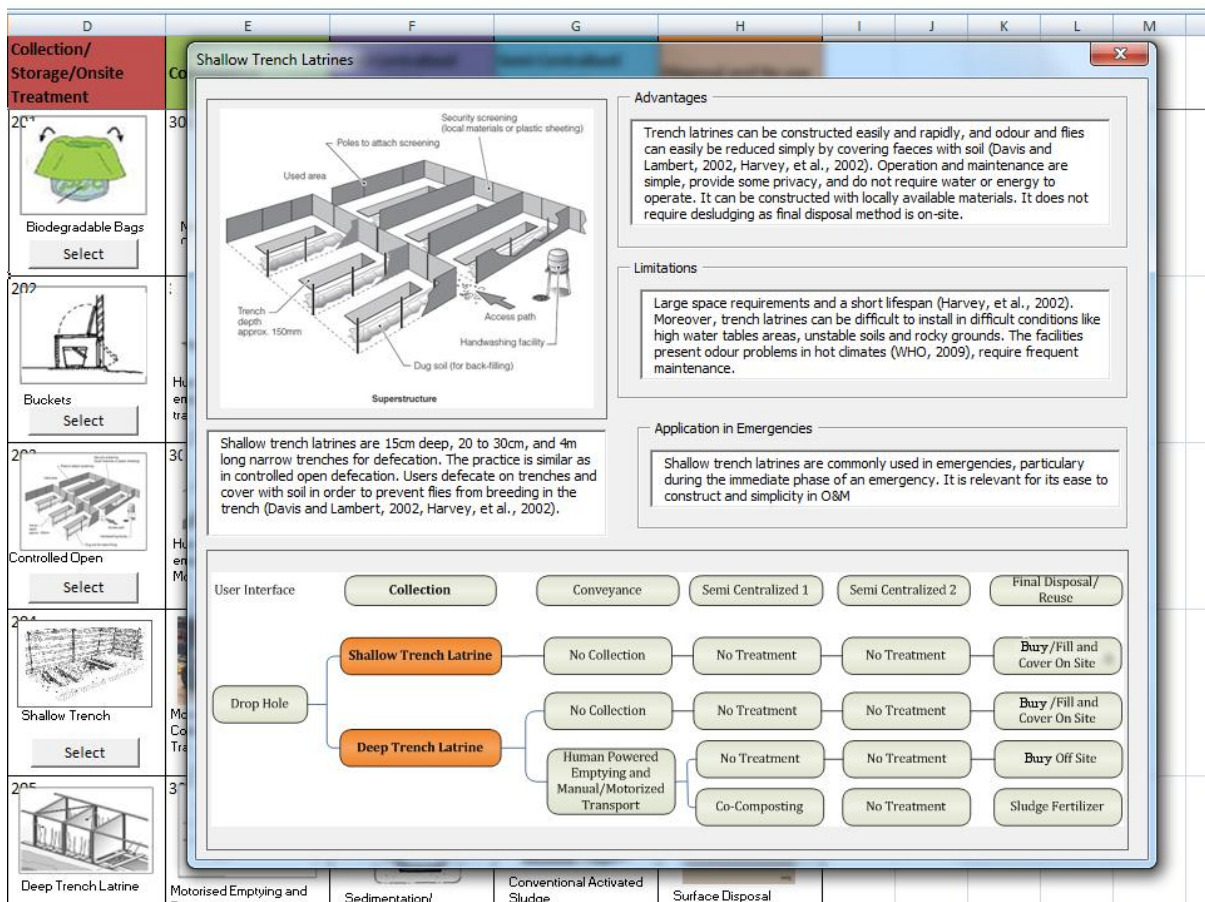 D E F G H I J K L M
Collection/
Storage/Onsite
Treatment
Shallow Trench Latrines
201
Biodegradable Bags
Select
202
Buckets
Select
Controlled Open
Select
Shallow Trench
Select
205
Deep Trench Latrine
Motorised Emptying and
Sedimentation/
Conventional Activated
Sludge
Surface Disposal
Security screening
(local materials or plastic sheeting)
Poles to attach screening
Used area
Trench
depth
approx. 150mm
Access path
Handwashing facility
Dug soil (for back-filling)
Superstructure
Shallow trench latrines are 15cm deep, 20 to 30cm, and 4m
long narrow trenches for defecation. The practice is similar as
in controlled open defecation. Users defecate on trenches and
cover with soil in order to prevent flies from breeding in the
trench (Davis and Lambert, 2002, Harvey, et al., 2002).
Advantages
Trench latrines can be constructed easily and rapidly, and odour and flies
can easily be reduced simply by covering faeces with soil (Davis and
Lambert, 2002, Harvey, et al., 2002). Operation and maintenance are
simple, provide some privacy, and do not require water or energy to
operate. It can be constructed with locally available materials. It does not
require desludging as final disposal method is on-site.
Limitations
Large space requirements and a short lifespan (Harvey, et al., 2002).
Moreover, trench latrines can be difficult to install in difficult conditions like
high water tables areas, unstable soils and rocky grounds. The facilities
present odour problems in hot climates (WHO, 2009), require frequent
maintenance.
Application in Emergencies
Shallow trench latrines are commonly used in emergencies, particulary
during the immediate phase of an emergency. It is relevant for its ease to
construct and simplicity in O&M
User Interface
Collection
Conveyance
Semi Centralized 1
Semi Centralized 2
Final Disposal/
Reuse
Drop Hole
Shallow Trench Latrine
No Collection
No Treatment
No Treatment
Bury/Fill and
Cover On Site
Deep Trench Latrine
No Collection
No Treatment
No Treatment
Bury/Fill and
Cover On Site
Human Powered
Emptying and
Manual/Motorized
Transport
No Treatment
No Treatment
Bury Off Site
Co-Composting
No Treatment
Sludge Fertilizer